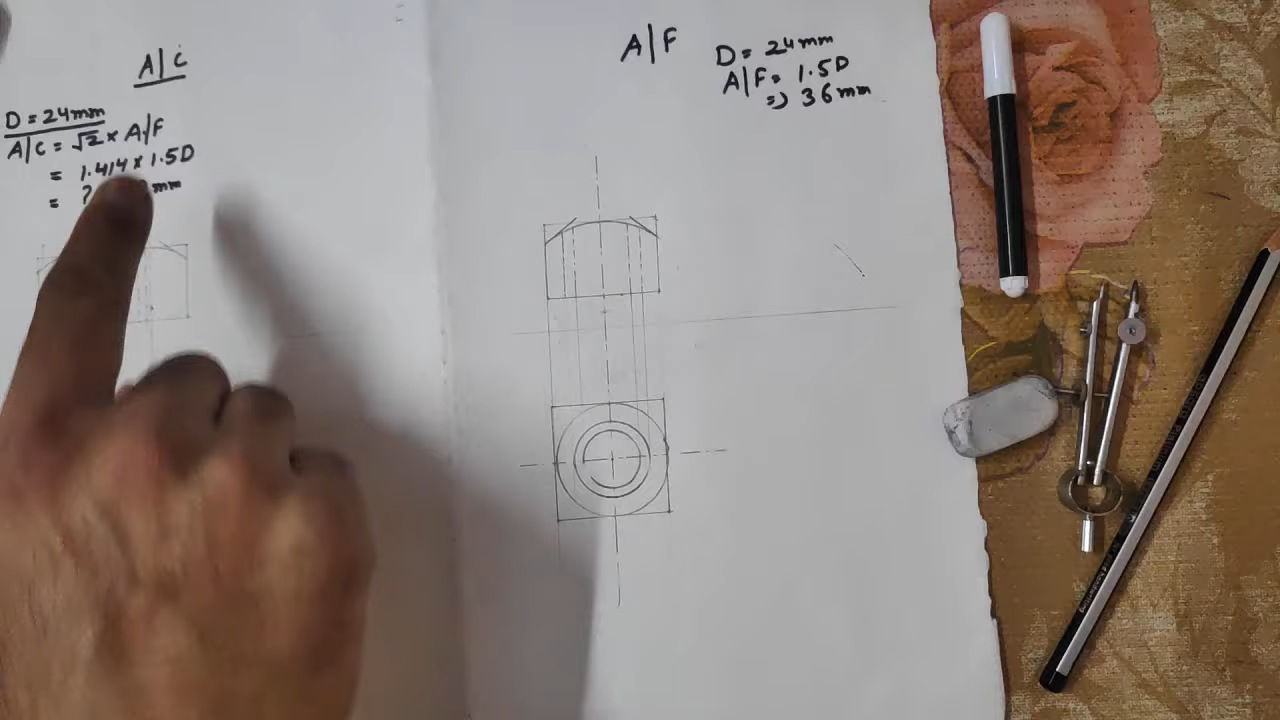 A/C
D = 24mm
A/C = √2 × A/F
= 1.414 × 1.5D
= mm
A/F
D = 24mm
A/F = 1.5D
=> 36mm